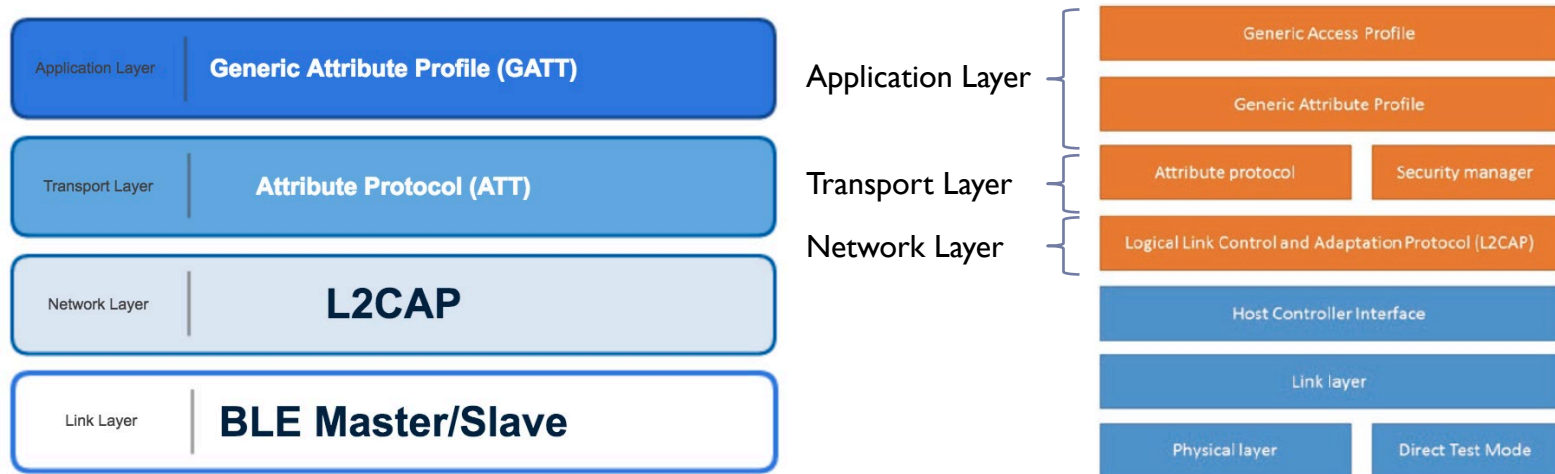 Application Layer
Generic Attribute Profile (GATT)
Transport Layer
Attribute Protocol (ATT)
Network Layer
L2CAP
Link Layer
BLE Master/Slave
Application Layer
Transport Layer
Network Layer
Generic Access Profile
Generic Attribute Profile
Attribute protocol
Security manager
Logical Link Control and Adaptation Protocol (L2CAP)
Host Controller Interface
Link layer
Physical layer
Direct Test Mode